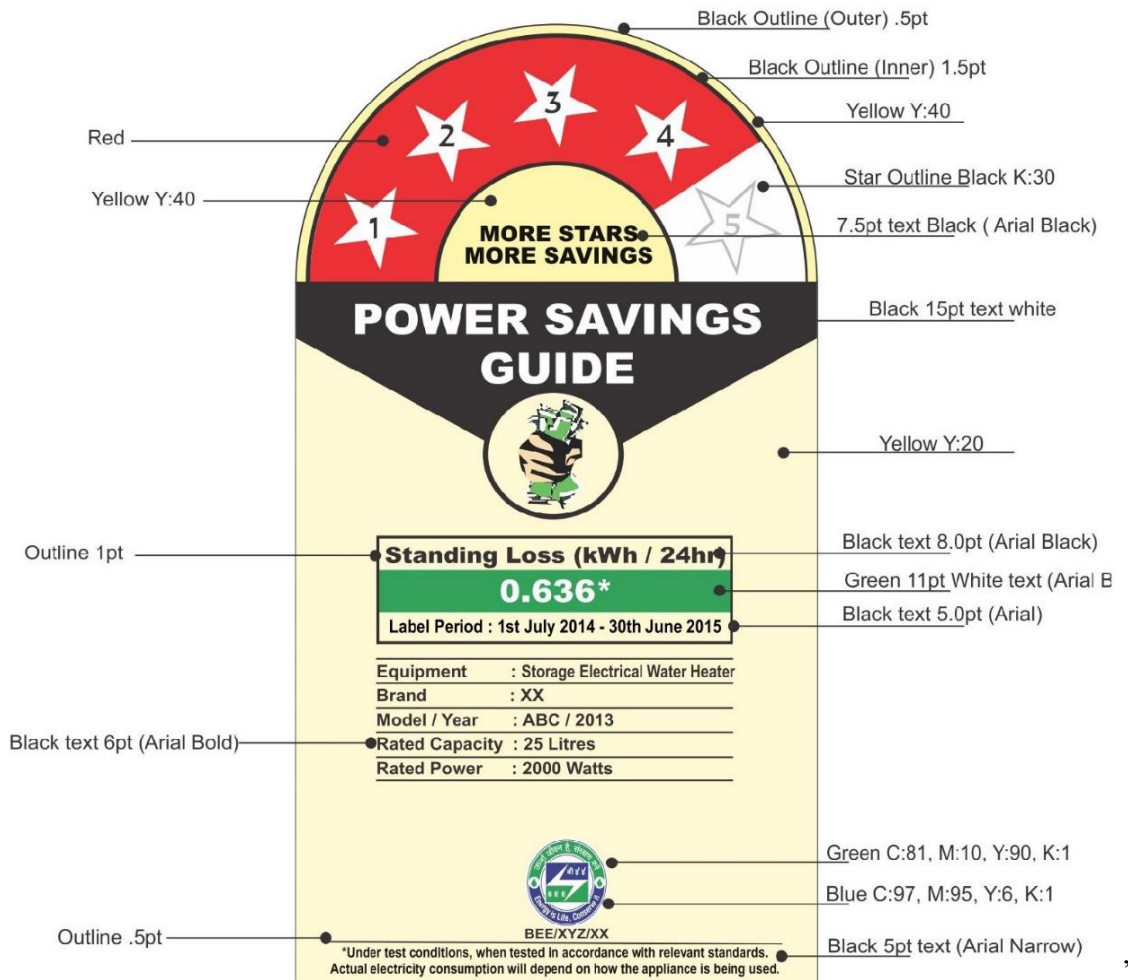 Black Outline (Outer) .5pt
Black Outline (Inner) 1.5pt
Yellow Y:40
Red
Star Outline Black K:30
Yellow Y:40
7.5pt text Black ( Arial Black)
1
2
3
4
5
MORE STARS
MORE SAVINGS
Black 15pt text white
POWER SAVINGS
GUIDE
Yellow Y:20
Outline 1pt
Standing Loss (kWh / 24hr)
Black text 8.0pt (Arial Black)
0.636*
Green 11pt White text (Arial B
Label Period : 1st July 2014 - 30th June 2015
Black text 5.0pt (Arial)
Equipment : Storage Electrical Water Heater
Brand : XX
Model / Year : ABC / 2013
Black text 6pt (Arial Bold)
Rated Capacity : 25 Litres
Rated Power : 2000 Watts
Green C:81, M:10, Y:90, K:1
BEE
Energy is Life, Conserve it
Blue C:97, M:95, Y:6, K:1
BEE/XYZ/XX
Outline .5pt
*Under test conditions, when tested in accordance with relevant standards.
Actual electricity consumption will depend on how the appliance is being used.
Black 5pt text (Arial Narrow)
,